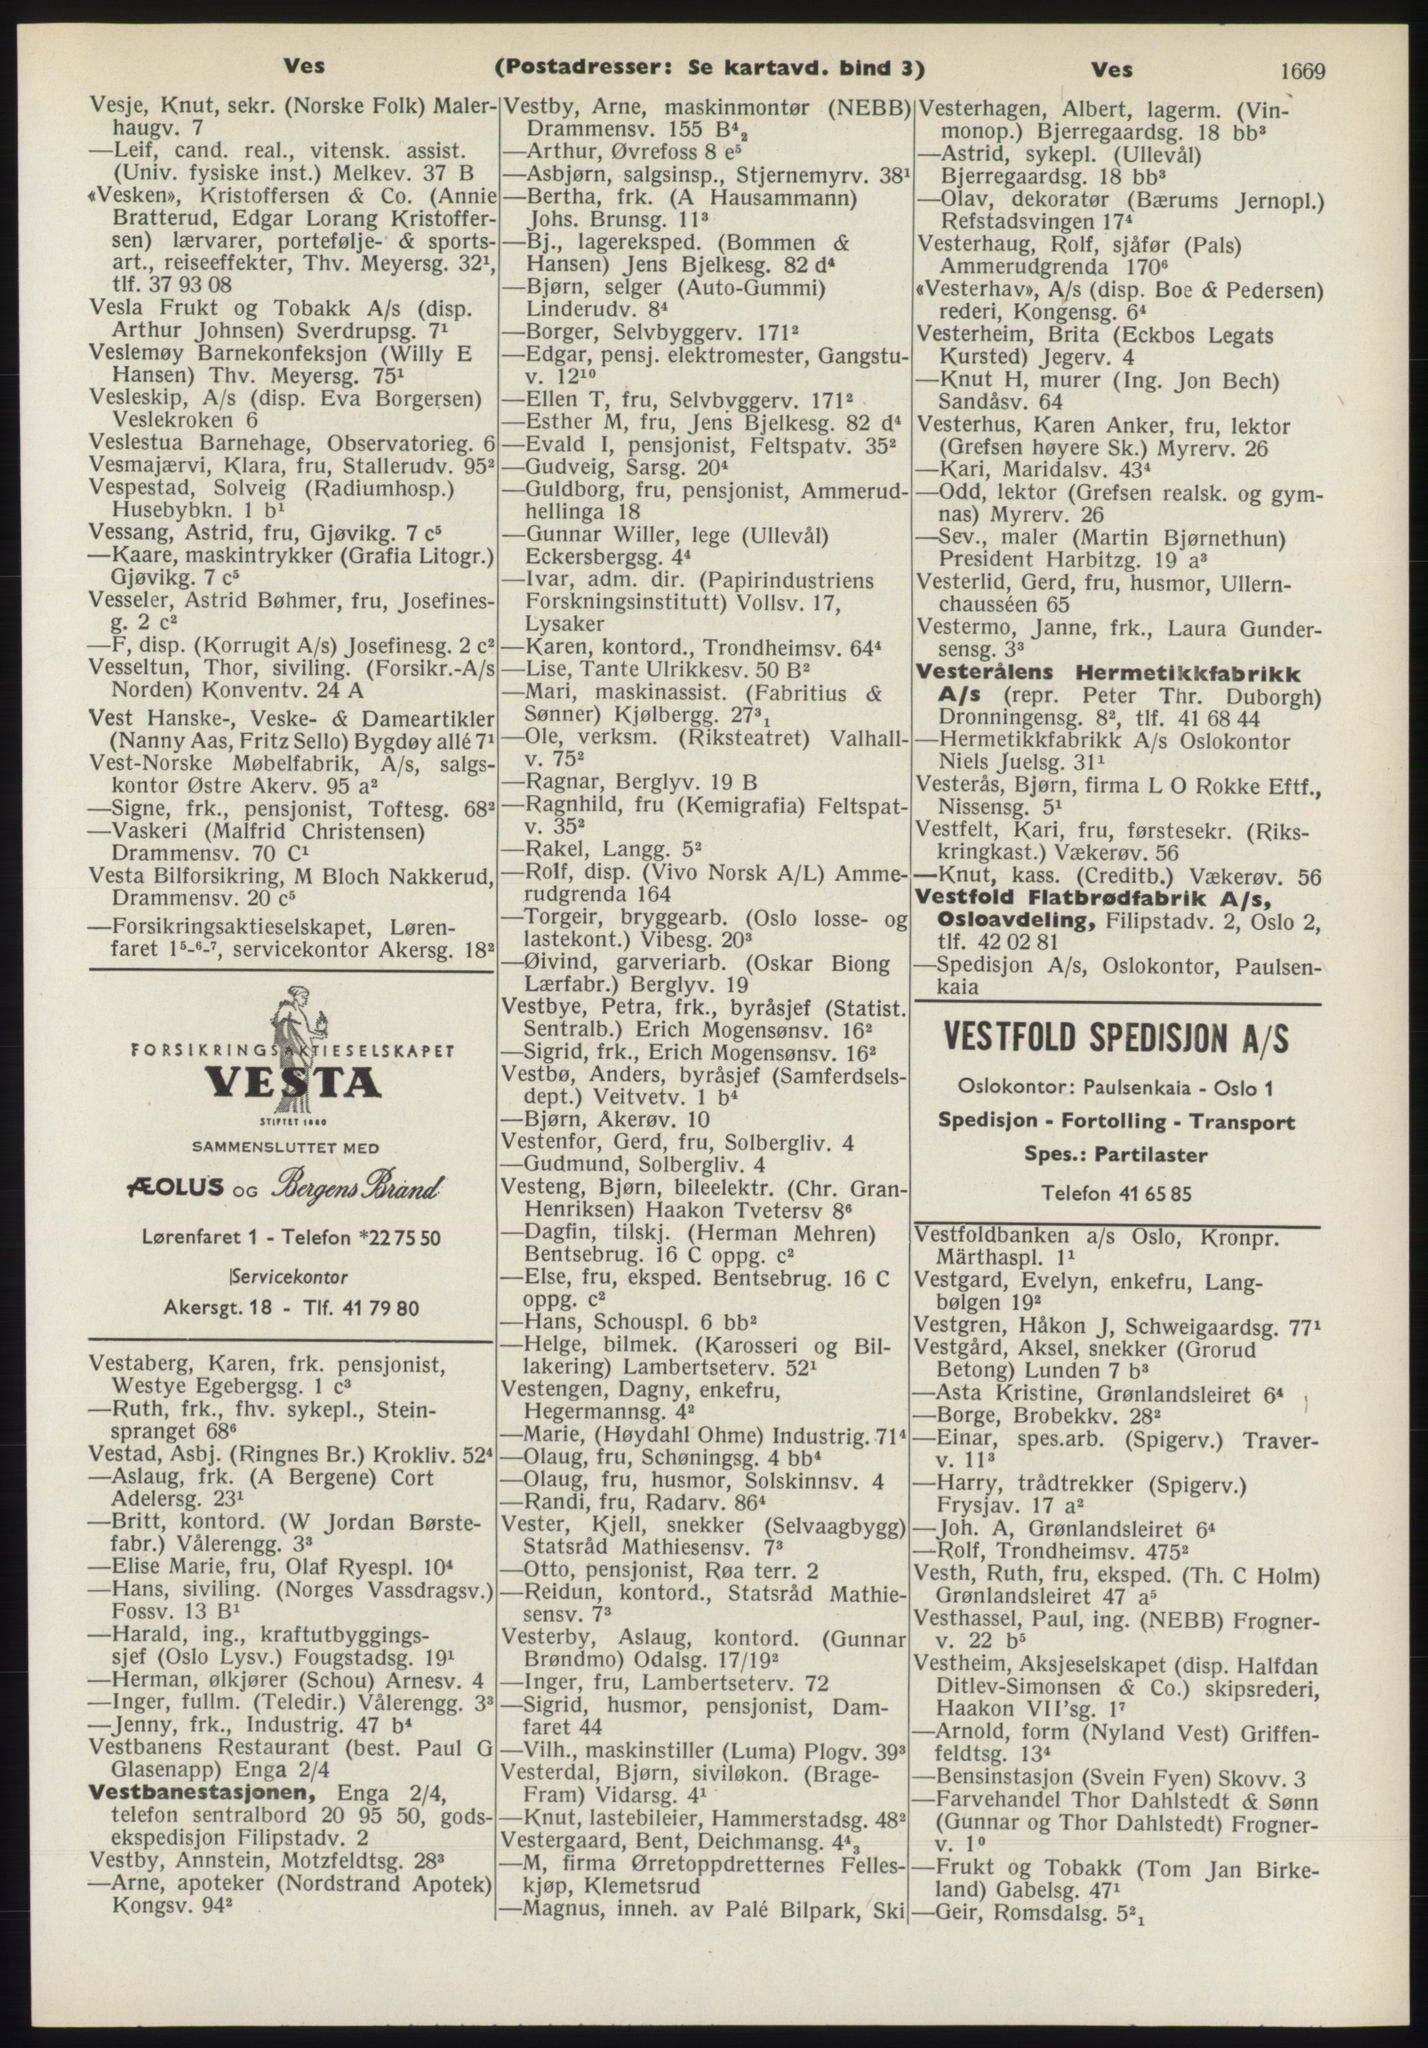 Ves
(Postadresser: Se kartavd. bind 3)
Ves
1669
Vesje, Knut, sekr. (Norske Folk) Maler-
haugv. 7
—Leif, cand. real., vitensk. assist.
(Univ. fysiske inst.) Melkev. 37 B
«Vesken», Kristoffersen & Co. (Annie
Bratterud, Edgar Lorang Kristoffer-
sen) lærvarer, portefølje- & sports-
art., reiseeffekter, Thv. Meyersg. 32¹,
tlf. 37 93 08
Vesla Frukt og Tobakk A/s (disp.
Arthur Johnsen) Sverdrupsg. 7¹
Veslemøy Barnekonfeksjon (Willy E
Hansen) Thv. Meyersg. 75¹
Vesleskip, A/s (disp. Eva Borgersen)
Veslekroken 6
Veslestua Barnehage, Observatorieg. 6
Vesmajærvi, Klara, fru, Stallerudv. 95²
Vespestad, Solveig (Radiumhosp.)
Husebybkn. 1 b¹
Vessang, Astrid, fru, Gjøvikg. 7 c⁵
—Kaare, maskintrykker (Grafia Litogr.)
Gjøvikg. 7 c⁵
Vesseler, Astrid Bøhmer, fru, Josefines-
g. 2 c²
—F, disp. (Korrugit A/s) Josefinesg. 2 c²
Vesseltun, Thor, siviling. (Forsikr.-A/s
Norden) Konventv. 24 A
Vest Hanske-, Veske- & Dameartikler
(Nanny Aas, Fritz Sello) Bygdøy allé 7¹
Vest-Norske Møbelfabrik, A/s, salgs-
kontor Østre Akerv. 95 a²
—Signe, frk., pensjonist, Toftesg. 68²
—Vaskeri (Malfrid Christensen)
Drammensv. 70 C¹
Vesta Bilforsikring, M Bloch Nakkerud,
Drammensv. 20 c⁵
—Forsikringsaktieselskapet, Løren-
faret 1⁵-⁶-⁷, servicekontor Akersg. 18²
FORSIKRINGSAKTIESELSKAPET
VESTA
STIFTET 1880
SAMMENSLUTTET MED
ÆOLUS OG Bergens Brand
Lørenfaret 1 - Telefon *22 75 50
Servicekontor
Akersgt. 18 - Tlf. 41 79 80
Vestaberg, Karen, frk. pensjonist,
Westye Egebergsg. 1 c³
—Ruth, frk., fhv. sykepl., Stein-
spranget 68⁶
Vestad, Asbj. (Ringnes Br.) Krokliv. 52⁴
—Aslaug, frk. (A Bergene) Cort
Adelersg. 23¹
—Britt, kontord. (W Jordan Børste-
fabr.) Vålerengg. 3³
—Elise Marie, fru, Olaf Ryespl. 10⁴
—Hans, siviling. (Norges Vassdragsv.)
Fossv. 13 B¹
—Harald, ing., kraftutbyggings-
sjef (Oslo Lysv.) Fougstadsg. 19¹
—Herman, ølkjører (Schou) Arnesv. 4
—Inger, fullm. (Teledir.) Vålerengg. 3³
—Jenny, frk., Industrig. 47 b⁴
Vestbanens Restaurant (best. Paul G
Glasenapp) Enga 2/4
Vestbanestasjonen, Enga 2/4,
telefon sentralbord 20 95 50, gods-
ekspedisjon Filipstadv. 2
Vestby, Annstein, Motzfeldtsg. 28³
—Arne, apoteker (Nordstrand Apotek)
Kongsv. 94²
Vestby, Arne, maskinmontør (NEBB)
Drammensv. 155 B⁴₂
—Arthur, Øvrefoss 8 e⁵
—Asbjørn, salgsinsp., Stjernemyrv. 38¹
—Bertha, frk. (A Hausammann)
Johs. Brunsg. 11³
—Bj., lagereksped. (Bommen &
Hansen) Jens Bjelkesg. 82 d⁴
—Bjørn, selger (Auto-Gummi)
Linderudv. 8⁴
—Borger, Selvbyggerv. 171²
—Edgar, pensj. elektromester, Gangstu-
v. 12¹⁰
—Ellen T, fru, Selvbyggerv. 171²
—Esther M, fru, Jens Bjelkesg. 82 d⁴
—Evald I, pensjonist, Feltspatv. 35²
—Gudveig, Sarsg. 20⁴
—Guldborg, fru, pensjonist, Ammerud-
hellinga 18
—Gunnar Willer, lege (Ullevål)
Eckersbergsg. 4⁴
—Ivar, adm. dir. (Papirindustriens
Forskningsinstitutt) Vollsv. 17,
Lysaker
—Karen, kontord., Trondheimsv. 64⁴
—Lise, Tante Ulrikkesv. 50 B²
—Mari, maskinassist. (Fabritius &
Sønner) Kjølbergg. 27³₁
—Ole, verksm. (Riksteatret) Valhall-
v. 75²
—Ragnar, Berglyv. 19 B
—Ragnhild, fru (Kemigrafia) Feltspat-
v. 35²
—Rakel, Langg. 5²
—Rolf, disp. (Vivo Norsk A/L) Amme-
rudgrenda 164
—Torgeir, bryggearb. (Oslo losse- og
lastekont.) Vibesg. 20³
—Øivind, garveriarb. (Oskar Biong
Lærfabr.) Berglyv. 19
Vestbye, Petra, frk., byråsjef (Statist.
Sentralb.) Erich Mogensønsv. 16²
—Sigrid, frk., Erich Mogensønsv. 16²
Vestbø, Anders, byråsjef (Samferdsels-
dept.) Veitvetv. 1 b⁴
—Bjørn, Åkerøv. 10
Vestenfor, Gerd, fru, Solbergliv. 4
—Gudmund, Solbergliv. 4
Vesteng, Bjørn, bileelektr. (Chr. Gran-
Henriksen) Haakon Tvetersv 8⁶
—Dagfin, tilskj. (Herman Mehren)
Bentsebrug. 16 C oppg. c²
—Else, fru, eksped. Bentsebrug. 16 C
oppg. c²
—Hans, Schouspl. 6 bb²
—Helge, bilmek. (Karosseri og Bil-
lakering) Lambertseterv. 52¹
Vestengen, Dagny, enkefru,
Hegermannsg. 4²
—Marie, (Høydahl Ohme) Industrig. 71⁴
—Olaug, fru, Schøningsg. 4 bb⁴
—Olaug, fru, husmor, Solskinnsv. 4
—Randi, fru, Radarv. 86⁴
Vester, Kjell, snekker (Selvaagbygg)
Statsråd Mathiesensv. 7³
—Otto, pensjonist, Røa terr. 2
—Reidun, kontord., Statsråd Mathie-
sensv. 7³
Vesterby, Aslaug, kontord. (Gunnar
Brøndmo) Odalsg. 17/19²
—Inger, fru, Lambertseterv. 72
—Sigrid, husmor, pensjonist, Dam-
faret 44
—Vilh., maskinstiller (Luma) Plogv. 39³
Vesterdal, Bjørn, siviløkon. (Brage-
Fram) Vidarsg. 4¹
—Knut, lastebileier, Hammerstadsg. 48²
Vestergaard, Bent, Deichmansg. 4⁴₃
—M, firma Ørretoppdretternes Felles-
kjøp, Klemetsrud
—Magnus, inneh. av Palé Bilpark, Ski
Vesterhagen, Albert, lagerm. (Vin-
monop.) Bjerregaardsg. 18 bb³
—Astrid, sykepl. (Ullevål)
Bjerregaardsg. 18 bb³
—Olav, dekoratør (Bærums Jernopl.)
Refstadsvingen 17⁴
Vesterhaug, Rolf, sjåfør (Pals)
Ammerudgrenda 170⁶
«Vesterhav», A/s (disp. Boe & Pedersen)
rederi, Kongensg. 6⁴
Vesterheim, Brita (Eckbos Legats
Kursted) Jegerv. 4
—Knut H, murer (Ing. Jon Bech)
Sandåsv. 64
Vesterhus, Karen Anker, fru, lektor
(Grefsen høyere Sk.) Myrerv. 26
—Kari, Maridalsv. 43⁴
—Odd, lektor (Grefsen realsk. og gym-
nas) Myrerv. 26
—Sev., maler (Martin Bjørnethun)
President Harbitzg. 19 a³
Vesterlid, Gerd, fru, husmor, Ullern-
chausséen 65
Vestermo, Janne, frk., Laura Gunder-
sensg. 3³
Vesterålens Hermetikkfabrikk
A/s (repr. Peter Thr. Duborgh)
Dronningensg. 8², tlf. 41 68 44
—Hermetikkfabrikk A/s Oslokontor
Niels Juelsg. 31¹
Vesterås, Bjørn, firma L O Rokke Eftf.,
Nissensg. 5¹
Vestfelt, Kari, fru, førstesekr. (Riks-
kringkast.) Vækerøv. 56
—Knut, kass. (Creditb.) Vækerøv. 56
Vestfold Flatbrødfabrik A/s,
Osloavdeling, Filipstadv. 2, Oslo 2,
tlf. 42 02 81
—Spedisjon A/s, Oslokontor, Paulsen-
kaia
VESTFOLD SPEDISJON A/S
Oslokontor: Paulsenkaia - Oslo 1
Spedisjon - Fortolling - Transport
Spes.: Partilaster
Telefon 41 65 85
Vestfoldbanken a/s Oslo, Kronpr.
Märthaspl. 1¹
Vestgard, Evelyn, enkefru, Lang-
bølgen 19²
Vestgren, Håkon J, Schweigaardsg. 77¹
Vestgård, Aksel, snekker (Grorud
Betong) Lunden 7 b³
—Asta Kristine, Grønlandsleiret 6⁴
—Borge, Brobekkv. 28²
—Einar, spes.arb. (Spigerv.) Traver-
v. 11³
—Harry, trådtrekker (Spigerv.)
Frysjav. 17 a²
—Joh. A, Grønlandsleiret 6⁴
—Rolf, Trondheimsv. 475²
Vesth, Ruth, fru, eksped. (Th. C Holm)
Grønlandsleiret 47 a⁵
Vesthassel, Paul, ing. (NEBB) Frogner-
v. 22 b⁵
Vestheim, Aksjeselskapet (disp. Halfdan
Ditlev-Simonsen & Co.) skipsrederi,
Haakon VII'sg. 1⁷
—Arnold, form (Nyland Vest) Griffen-
feldtsg. 13⁴
—Bensinstasjon (Svein Fyen) Skovv. 3
—Farvehandel Thor Dahlstedt & Sønn
(Gunnar og Thor Dahlstedt) Frogner-
v. 1⁰
—Frukt og Tobakk (Tom Jan Birke-
land) Gabelsg. 47¹
—Geir, Romsdalsg. 5²₁